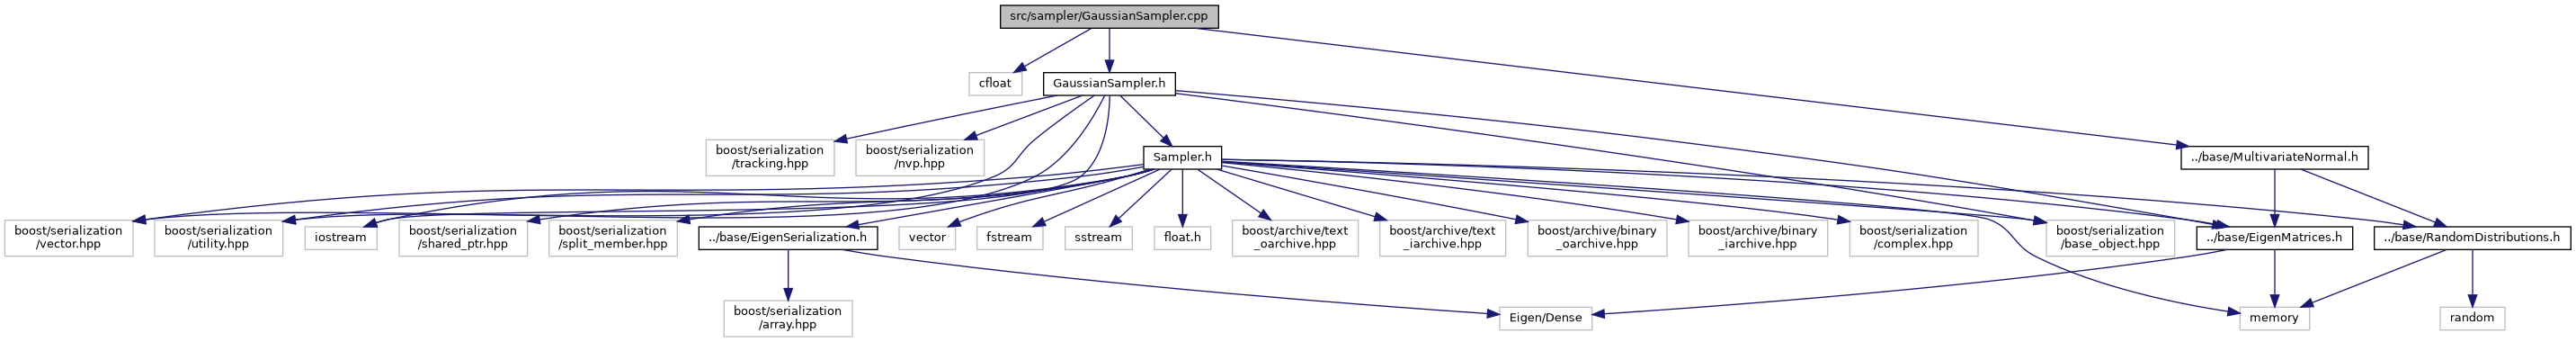 src/sampler/GaussianSampler.cpp
cfloat
GaussianSampler.h
boost/serialization
/tracking.hpp
boost/serialization
/nvp.hpp
Sampler.h
../base/MultivariateNormal.h
boost/serialization
/vector.hpp
boost/serialization
/utility.hpp
iostream
boost/serialization
/shared_ptr.hpp
boost/serialization
/split_member.hpp
../base/EigenSerialization.h
vector
fstream
sstream
float.h
boost/archive/text
_oarchive.hpp
boost/archive/text
_iarchive.hpp
boost/archive/binary
_oarchive.hpp
boost/archive/binary
_iarchive.hpp
boost/serialization
/complex.hpp
boost/serialization
/base_object.hpp
../base/EigenMatrices.h
../base/RandomDistributions.h
boost/serialization
/array.hpp
Eigen/Dense
memory
random